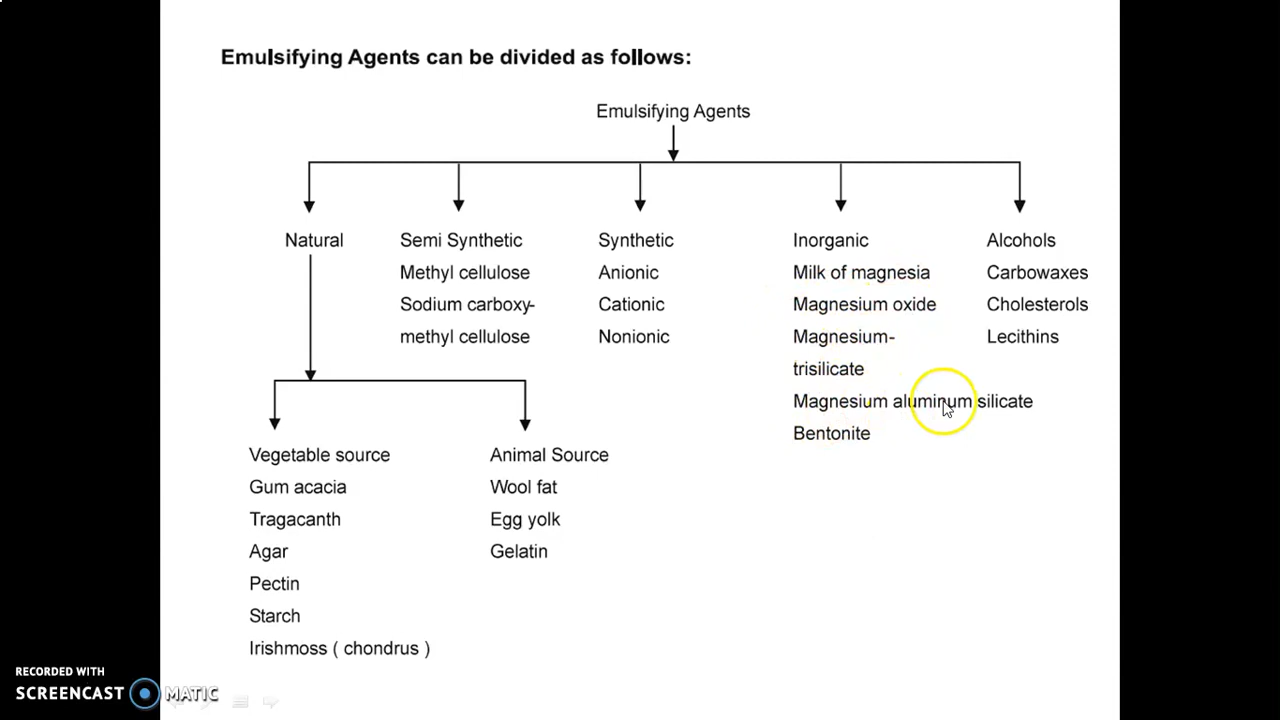 Emulsifying Agents can be divided as follows:
Emulsifying Agents
Natural
Semi Synthetic
Methyl cellulose
Sodium carboxy-
methyl cellulose
Synthetic
Anionic
Cationic
Nonionic
Inorganic
Milk of magnesia
Magnesium oxide
Magnesium-
trisilicate
Magnesium aluminum silicate
Bentonite
Alcohols
Carbowaxes
Cholesterols
Lecithins
Vegetable source
Gum acacia
Tragacanth
Agar
Pectin
Starch
Irishmoss ( chondrus )
Animal Source
Wool fat
Egg yolk
Gelatin
RECORDED WITH
SCREENCAST MATIC